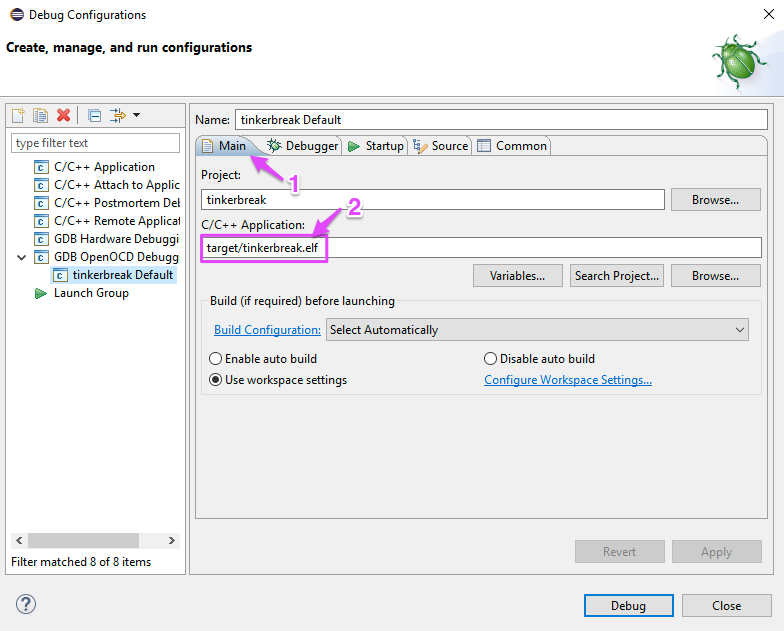 Debug Configurations
Create, manage, and run configurations
type filter text
C/C++ Application
C/C++ Attach to Applic
C/C++ Postmortem Deb
C/C++ Remote Applicat
GDB Hardware Debuggi
GDB OpenOCD Debugg
tinkerbreak Default
Launch Group
Filter matched 8 of 8 items
Name: tinkerbreak Default
Main Debugger Startup Source Common
1
Project:
tinkerbreak Browse...
2
C/C++ Application:
target/tinkerbreak.elf
Variables... Search Project... Browse...
Build (if required) before launching
Build Configuration: Select Automatically
Enable auto build Disable auto build
Use workspace settings Configure Workspace Settings...
Revert Apply
? Debug Close